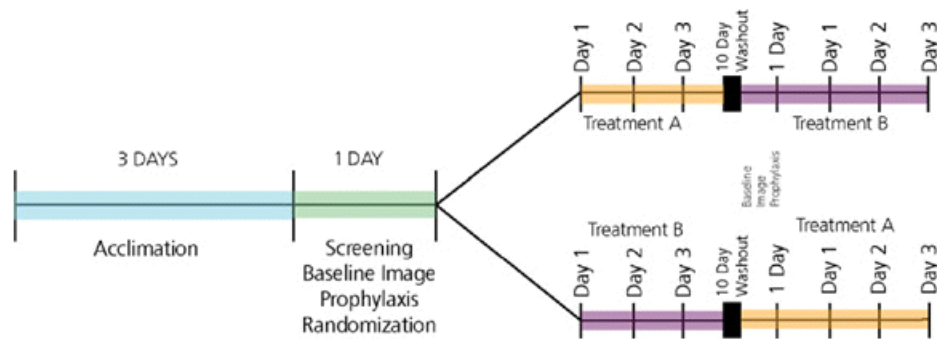 Day 1
Day 2
Day 3
10 Day
Washout
1 Day
Day 1
Day 2
Day 3
Treatment A
Treatment B
3 DAYS
1 DAY
Acclimation
Screening
Baseline Image
Prophylaxis
Randomization
Baseline
Image
Prophylaxis
Treatment B
Treatment A
Day 1
Day 2
Day 3
10 Day
Washout
1 Day
Day 1
Day 2
Day 3